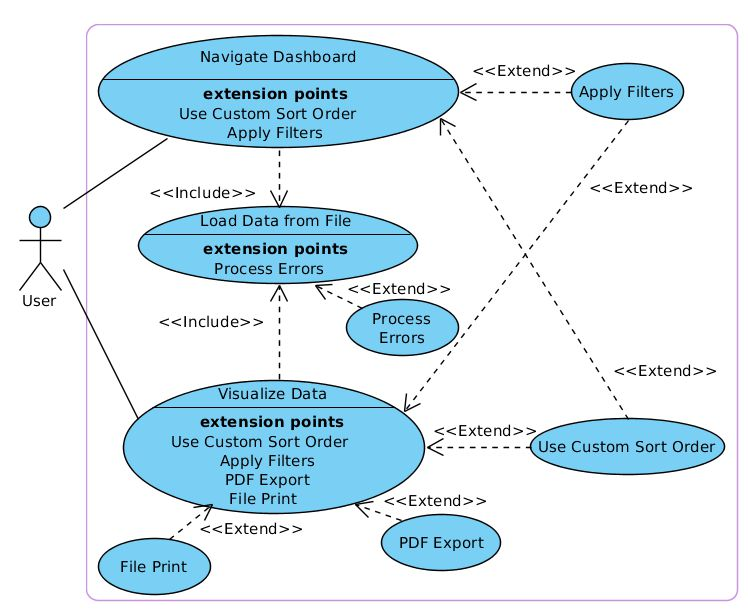 Navigate Dashboard
extension points
Use Custom Sort Order
Apply Filters
<<Extend>>
Apply Filters
<<Include>>
<<Extend>>
Load Data from File
extension points
Process Errors
User
<<Extend>>
<<Include>>
Process
Errors
<<Extend>>
Visualize Data
extension points
Use Custom Sort Order
Apply Filters
PDF Export
File Print
<<Extend>>
Use Custom Sort Order
<<Extend>>
<<Extend>>
PDF Export
File Print